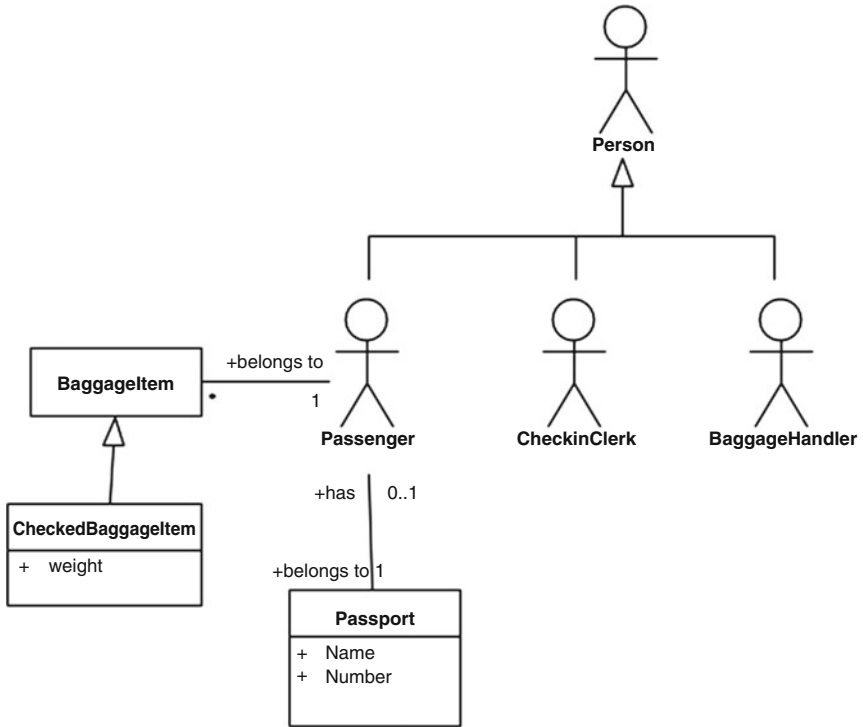 Person
+belongs to
BaggageItem
*
1
Passenger
CheckinClerk
BaggageHandler
+has
0..1
CheckedBaggageItem
+ weight
+belongs to 1
Passport
+ Name
+ Number